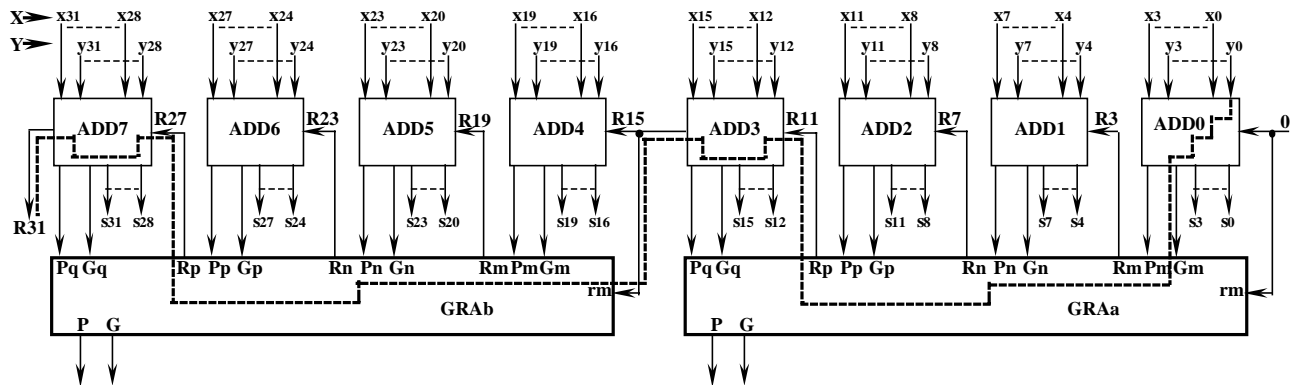 X x31 x28 x27 x24 x23 x20 x19 x16 x15 x12 x11 x8 x7 x4 x3 x0
Y y31 y28 y27 y24 y23 y20 y19 y16 y15 y12 y11 y8 y7 y4 y3 y0
ADD7 R27 ADD6 R23 ADD5 R19 ADD4 R15 ADD3 R11 ADD2 R7 ADD1 R3 ADD0 0
R31 s31 s28 s27 s24 s23 s20 s19 s16 s15 s12 s11 s8 s7 s4 s3 s0
Pq Gq Rp Pp Gp Rn Pn Gn Rm Pm Gm Pq Gq Rp Pp Gp Rn Pn Gn Rm Pm Gm
rm rm
GRAb GRAa
P G P G